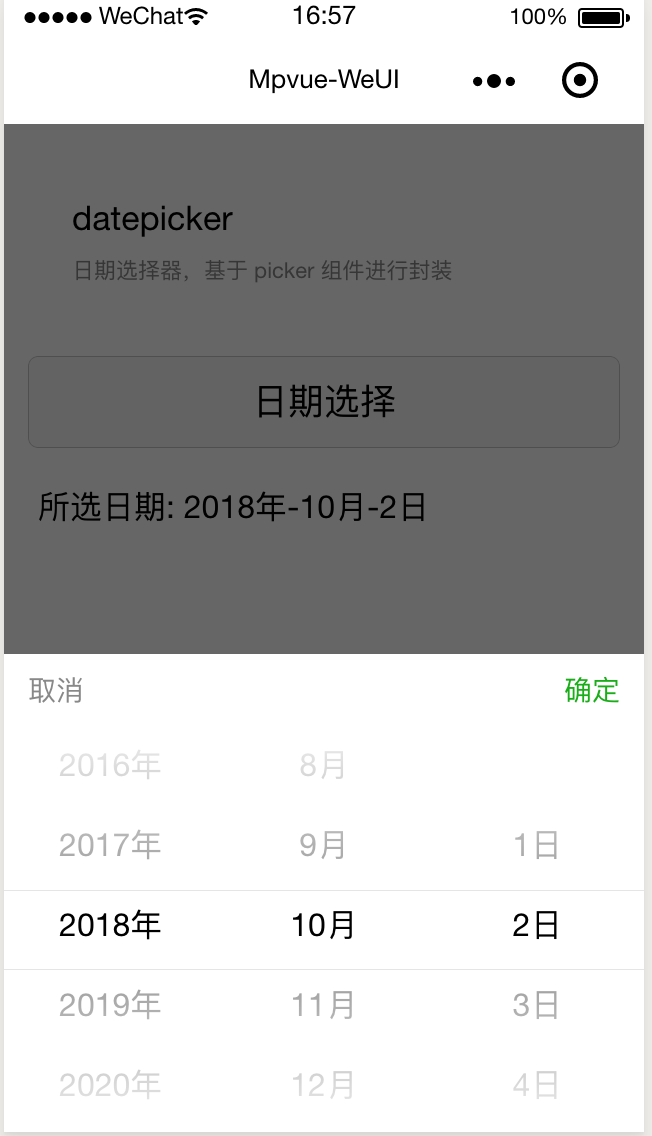 WeChat 16:57 100%
Mpvue-WeUI
datepicker
日期选择器，基于 picker 组件进行封装
日期选择
所选日期: 2018年-10月-2日
取消 确定
2016年 8月
2017年 9月 1日
2018年 10月 2日
2019年 11月 3日
2020年 12月 4日